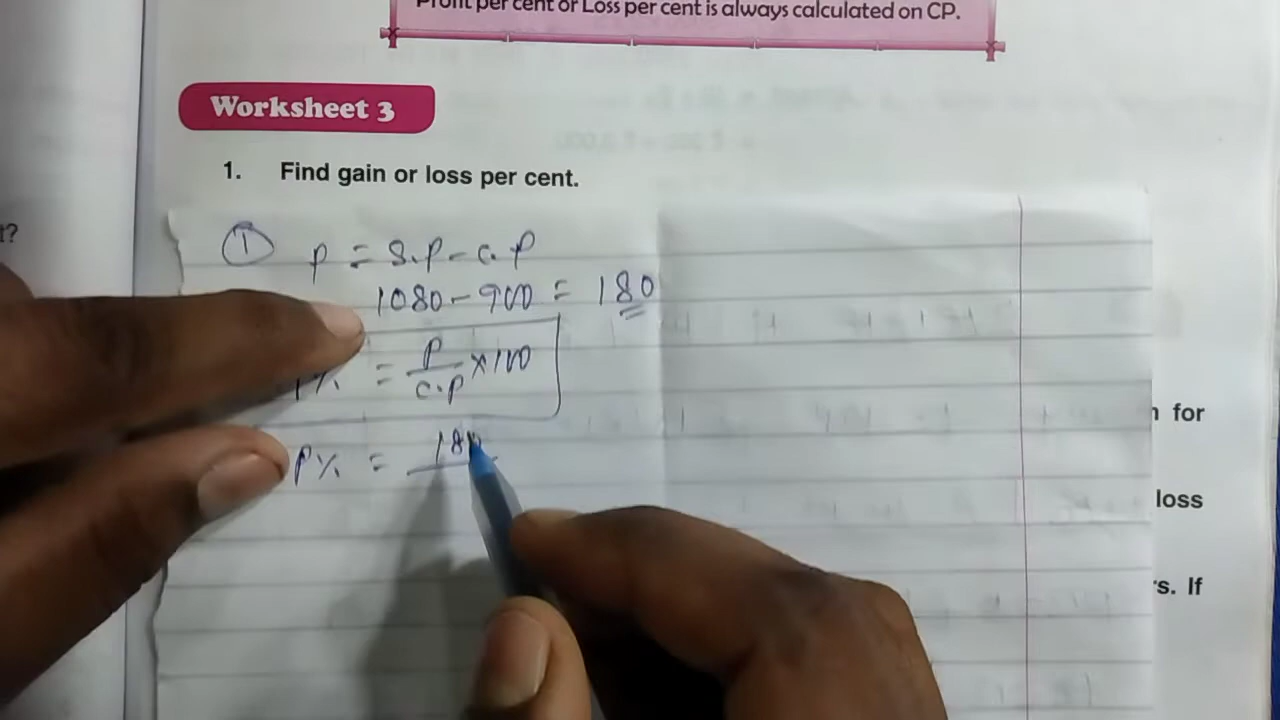 Profit per cent or Loss per cent is always calculated on CP.
Worksheet 3
1. Find gain or loss per cent.
t?
① P = S.P - C.P
1080 - 900 = 180
P% = P/C.P × 100
n for
P% = 180
loss
s. If